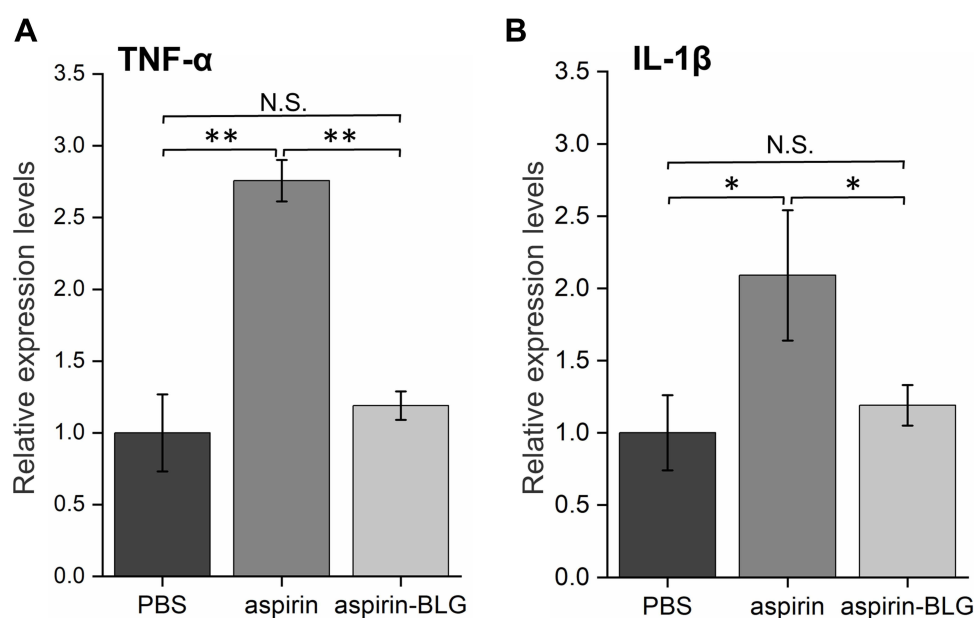 A
TNF-α
Relative expression levels
3.5
3.0
2.5
2.0
1.5
1.0
0.5
0.0
N.S.
** **
PBS aspirin aspirin-BLG
B
IL-1β
Relative expression levels
3.5
3.0
2.5
2.0
1.5
1.0
0.5
0.0
N.S.
* *
PBS aspirin aspirin-BLG